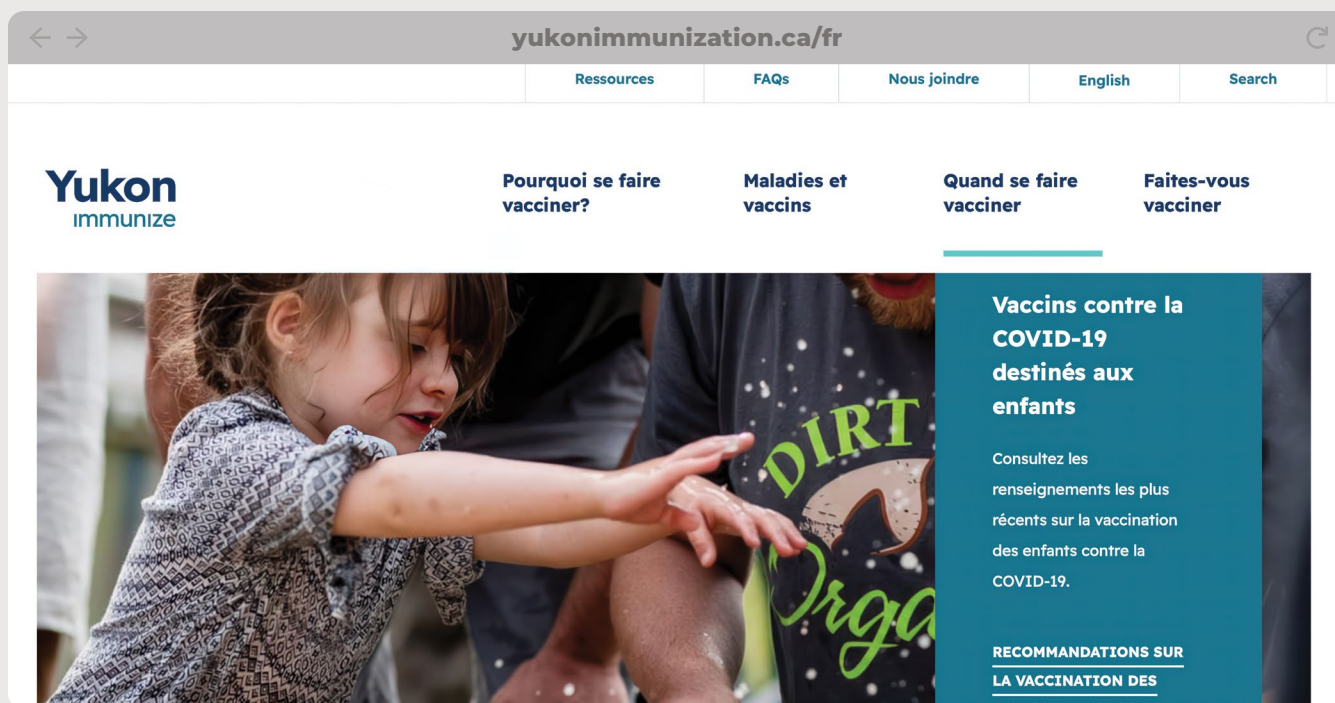 yukonimmunization.ca/fr
Ressources FAQs Nous joindre English Search
Yukon
immunize
Pourquoi se faire
vacciner?
Maladies et
vaccins
Quand se faire
vacciner
Faites-vous
vacciner
DIRT
Orga
Vaccins contre la
COVID-19
destinés aux
enfants
Consultez les
renseignements les plus
récents sur la vaccination
des enfants contre la
COVID-19.
RECOMMANDATIONS SUR
LA VACCINATION DES